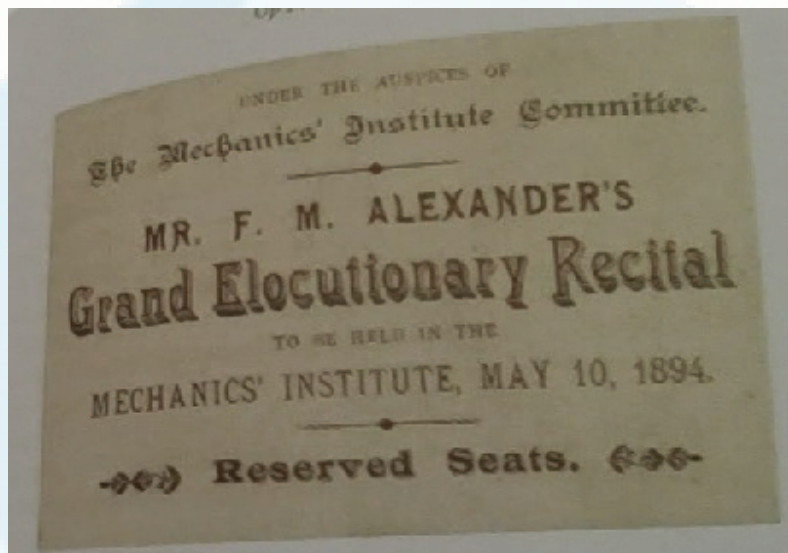 UNDER THE AUSPICES OF
The Mechanics' Institute Committee.
MR. F. M. ALEXANDER'S
Grand Elocutionary Recital
TO BE HELD IN THE
MECHANICS' INSTITUTE, MAY 10, 1894.
Reserved Seats.